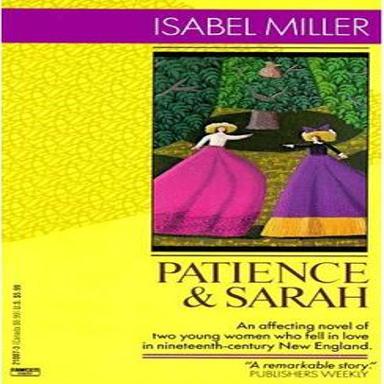 ISABEL MILLER
PATIENCE
& SARAH
An affecting novel of
two young women who fell in love
in nineteenth-century New England.
"A remarkable story."
PUBLISHERS WEEKLY
FAWCETT